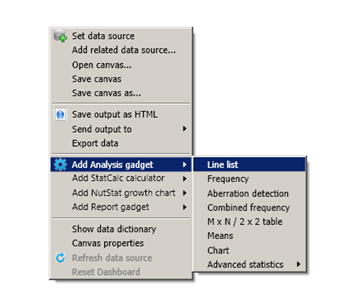 Set data source
Add related data source...
Open canvas...
Save canvas
Save canvas as...
Save output as HTML
Send output to
Export data
Add Analysis gadget
Add StatCalc calculator
Add NutStat growth chart
Add Report gadget
Show data dictionary
Canvas properties
Refresh data source
Reset Dashboard
Line list
Frequency
Aberration detection
Combined frequency
M x N / 2 x 2 table
Means
Chart
Advanced statistics